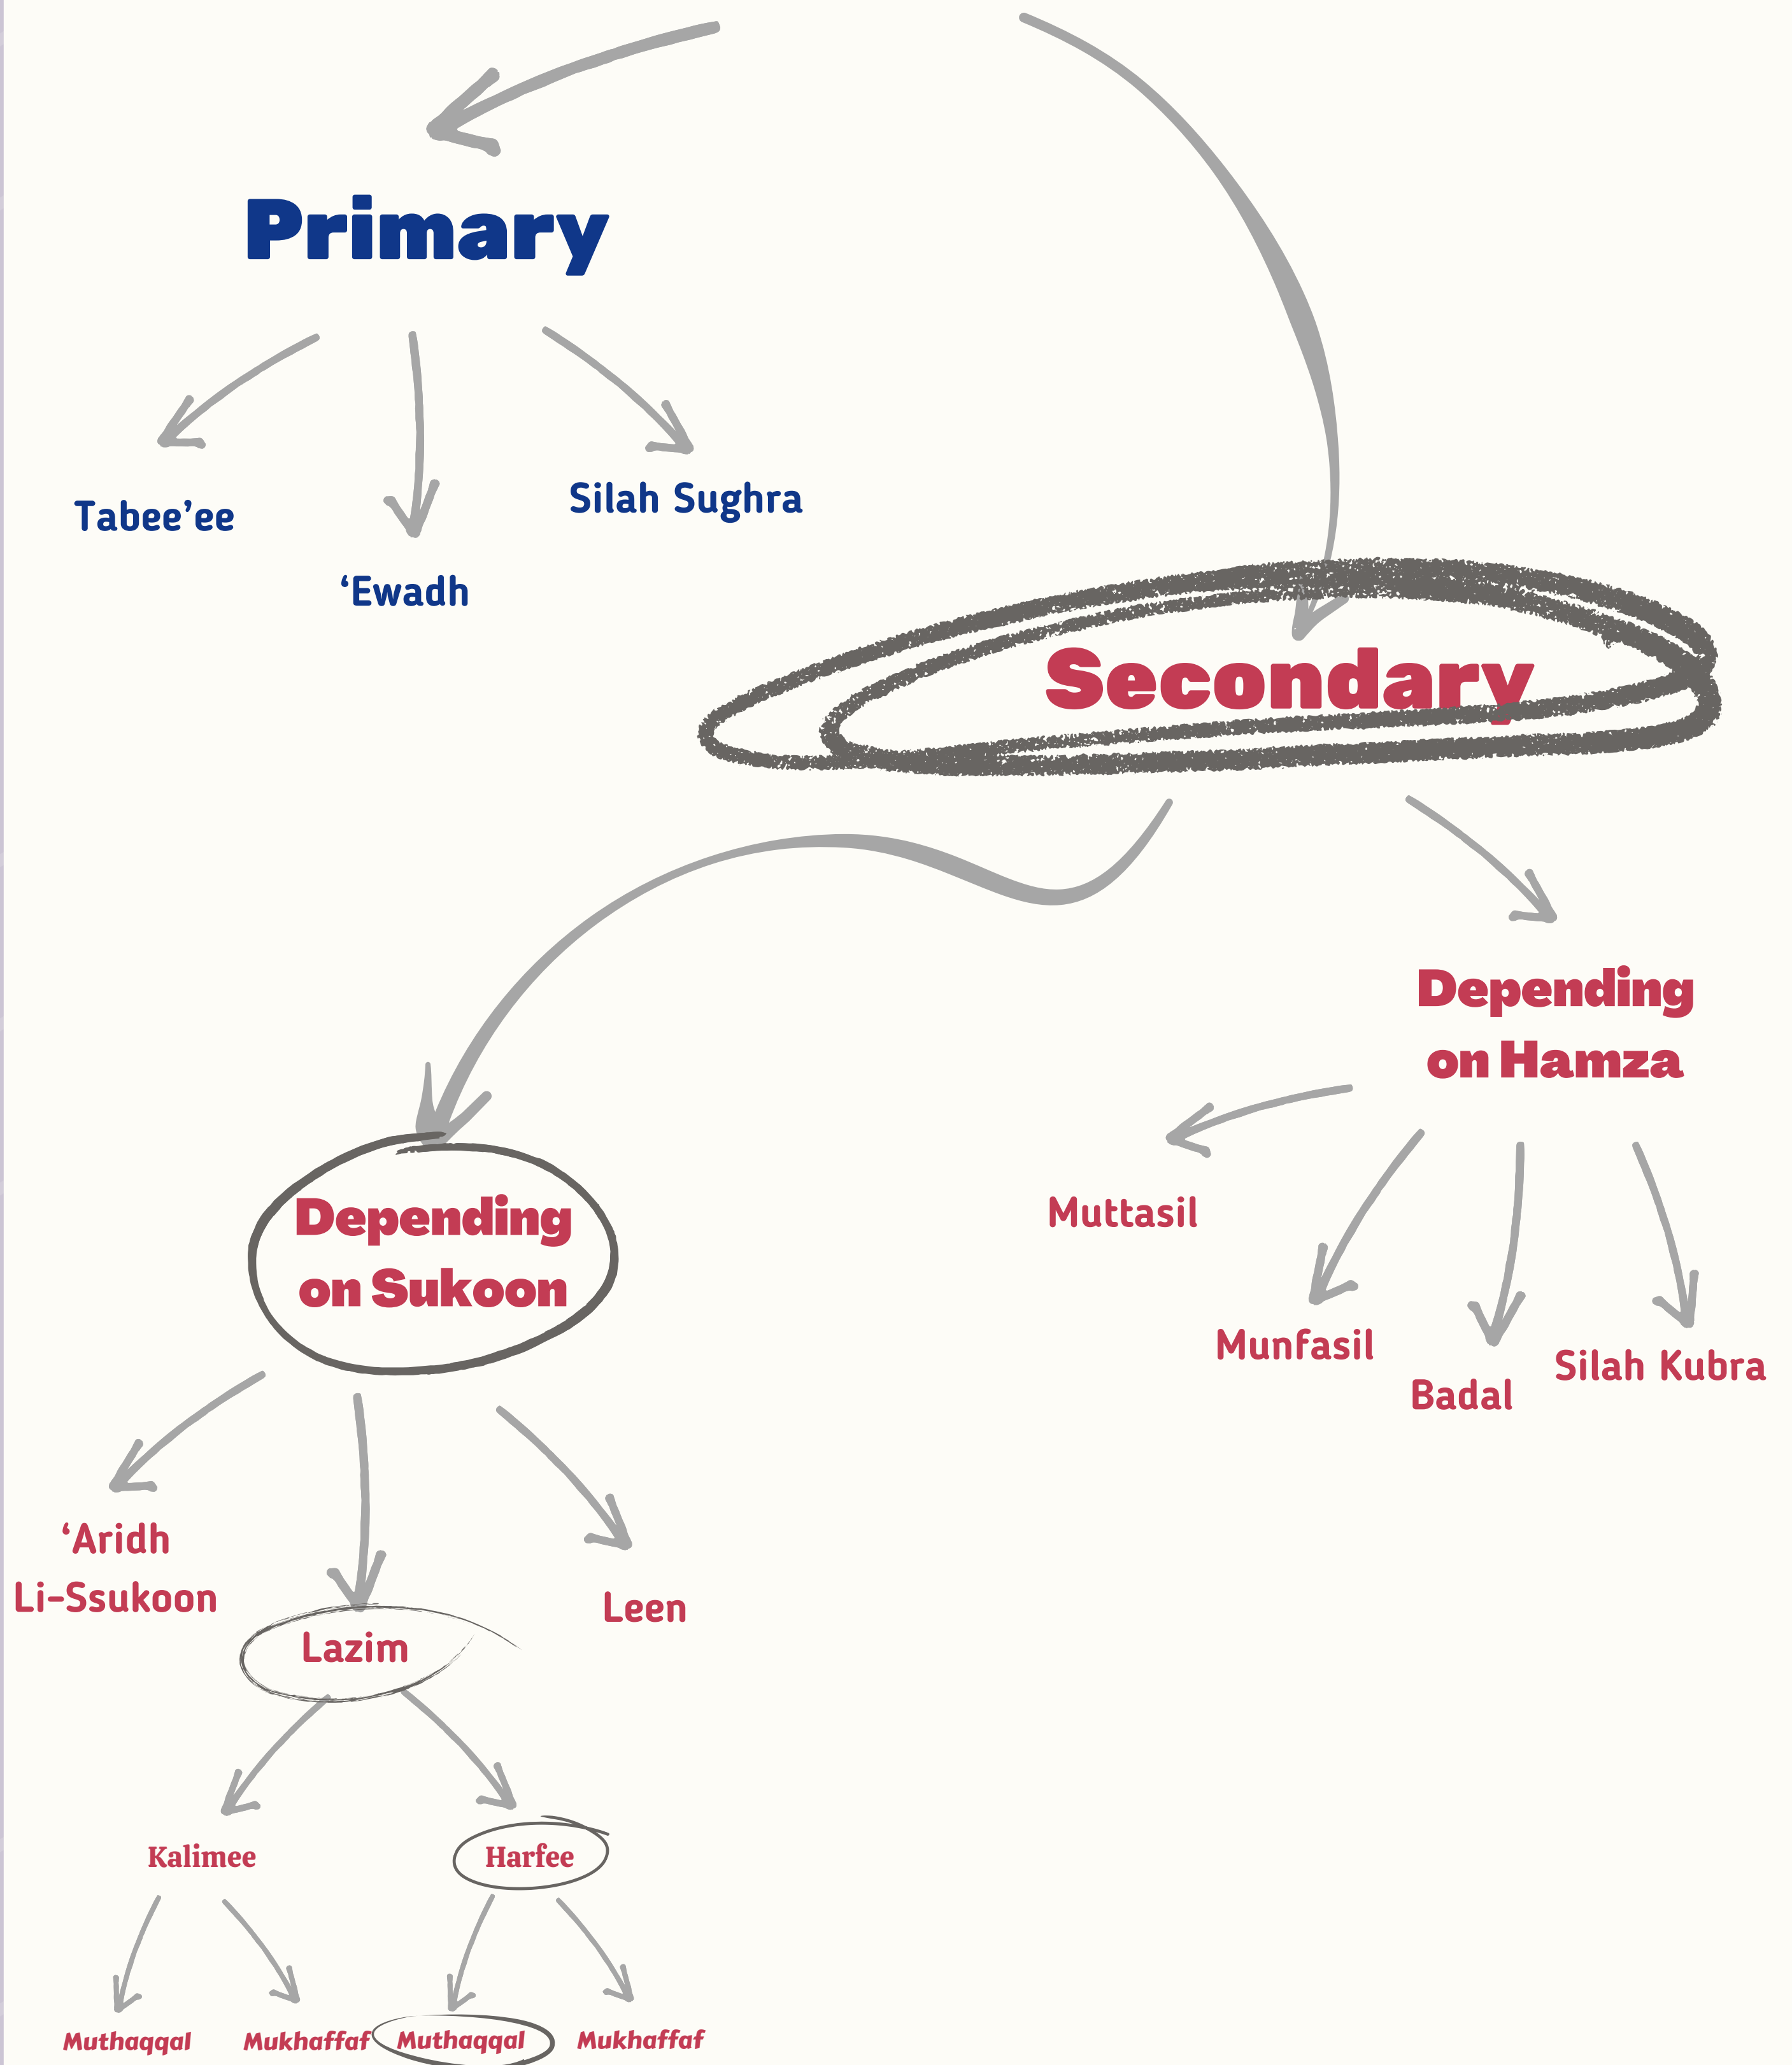 Primary
Tabee’ee
‘Ewadh
Silah Sughra
Secondary
Depending
on Hamza
Muttasil
Munfasil
Badal
Silah Kubra
Depending
on Sukoon
‘Aridh
Li-Ssukoon
Lazim
Leen
Kalimee
Harfee
Muthaqqal
Mukhaffaf
Muthaqqal
Mukhaffaf